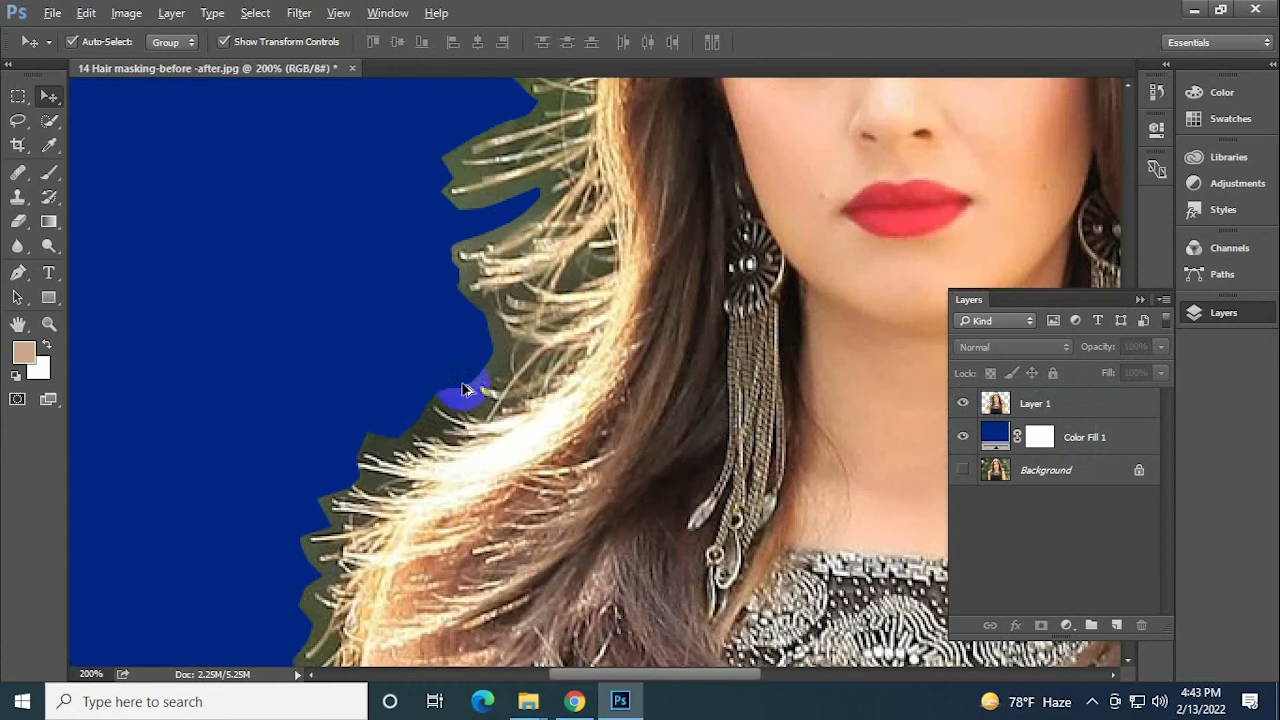 Ps File Edit Image Layer Type Select Filter View Window Help
Auto-Select: Group Show Transform Controls Essentials
14 Hair masking-before -after.jpg @ 200% (RGB/8#) *
Color
Swatches
Libraries
Adjustments
Styles
Channels
Paths
Layers
Layers
Kind
Normal Opacity: 100%
Lock: Fill: 100%
Layer 1
Color Fill 1
Background
fx
200% Doc: 2.25M/5.25M
Type here to search
Ps
78°F Haze
4:43 PM
2/13/2022